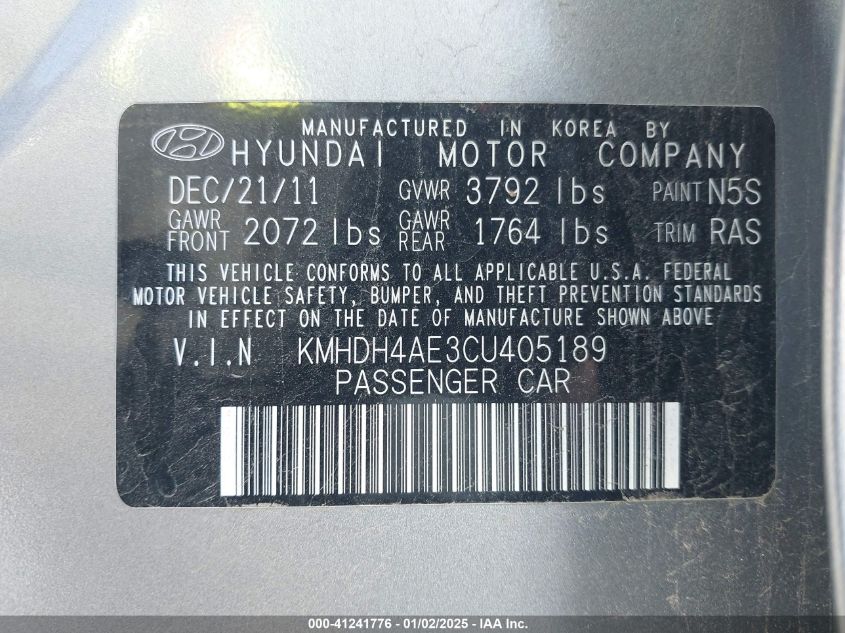 MANUFACTURED IN KOREA BY
HYUNDAI MOTOR COMPANY
DEC/21/11 GVWR 3792 lbs PAINT N5S
GAWR FRONT 2072 lbs GAWR REAR 1764 lbs TRIM RAS
THIS VEHICLE CONFORMS TO ALL APPLICABLE U.S.A. FEDERAL
MOTOR VEHICLE SAFETY, BUMPER, AND THEFT PREVENTION STANDARDS
IN EFFECT ON THE DATE OF MANUFACTURE SHOWN ABOVE
V.I.N KMHDH4AE3CU405189
PASSENGER CAR
000-41241776 - 01/02/2025 - IAA Inc.